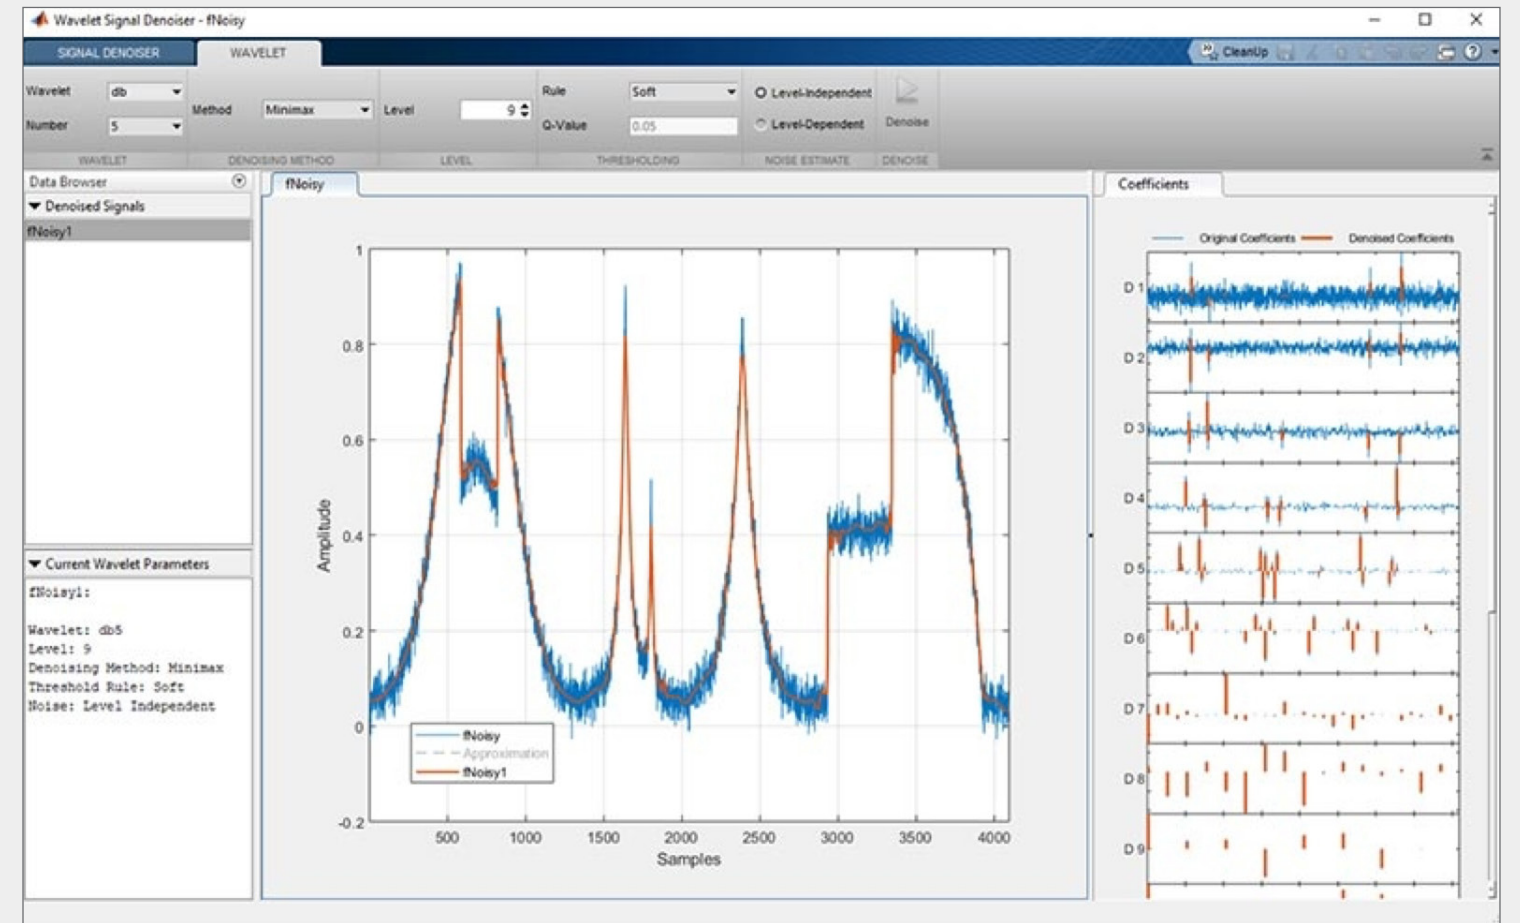 Wavelet Signal Denoiser - fNoisy
SIGNAL DENOISER
WAVELET
CleanUp
Wavelet
db
Number
5
WAVELET
Method
Minimax
DENOISING METHOD
Level
9
LEVEL
Rule
Soft
Q-Value
0.05
THRESHOLDING
Level-Independent
Level-Dependent
NOISE ESTIMATE
Denoise
DENOISE
Data Browser
Denoised Signals
fNoisy1
Current Wavelet Parameters
fNoisy1:
Wavelet: db5
Level: 9
Denoising Method: Minimax
Threshold Rule: Soft
Noise: Level Independent
fNoisy
1
0.8
0.6
0.4
0.2
0
-0.2
Amplitude
500 1000 1500 2000 2500 3000 3500 4000
Samples
fNoisy
Approximation
fNoisy1
Coefficients
Original Coefficients Denoised Coefficients
D 1
D 2
D 3
D 4
D 5
D 6
D 7
D 8
D 9